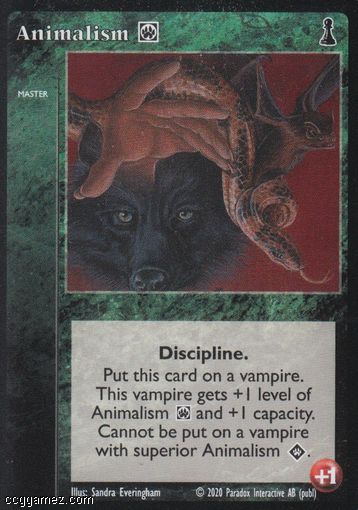 Animalism
MASTER
Discipline.
Put this card on a vampire.
This vampire gets +1 level of
Animalism and +1 capacity.
Cannot be put on a vampire
with superior Animalism .
+1
Illus: Sandra Everingham © 2020 Paradox Interactive AB (publ)
ccggamez.com